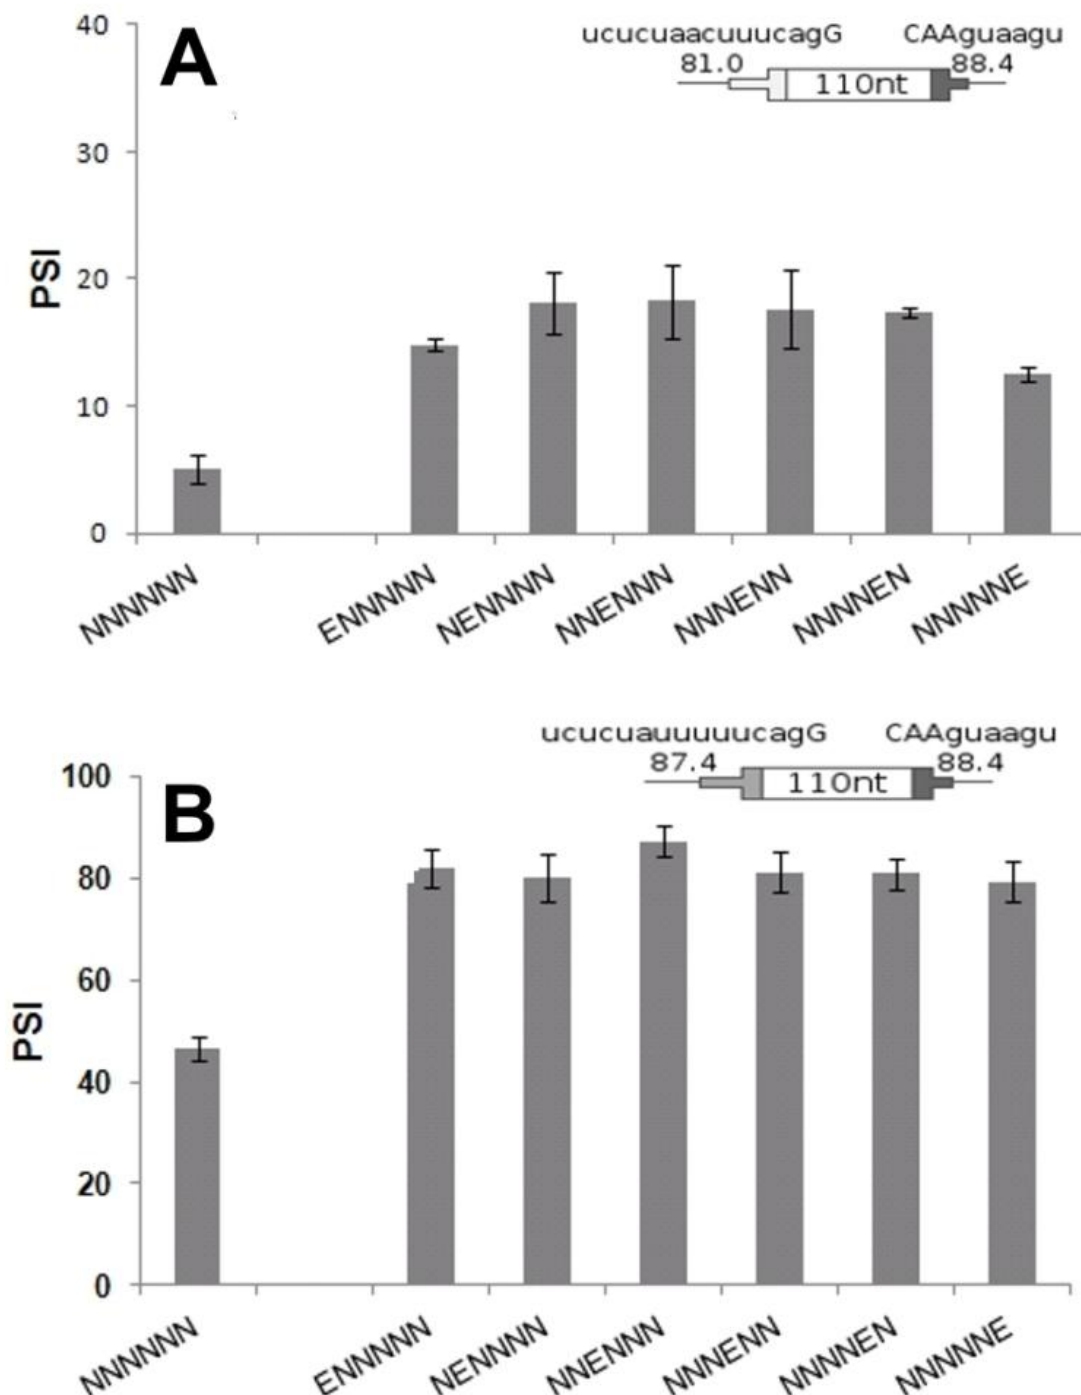 A
ucucuaacuuucagG CAAguaagu
81.0 88.4
110nt
40
30
20
10
0
PSI
NNNNNN
ENNNNN
NENNNN
NNENNN
NNNENN
NNNNEN
NNNNNE
B
ucucuauuuuucagG CAAguaagu
87.4 88.4
110nt
100
80
60
40
20
0
PSI
NNNNNN
ENNNNN
NENNNN
NNENNN
NNNENN
NNNNEN
NNNNNE